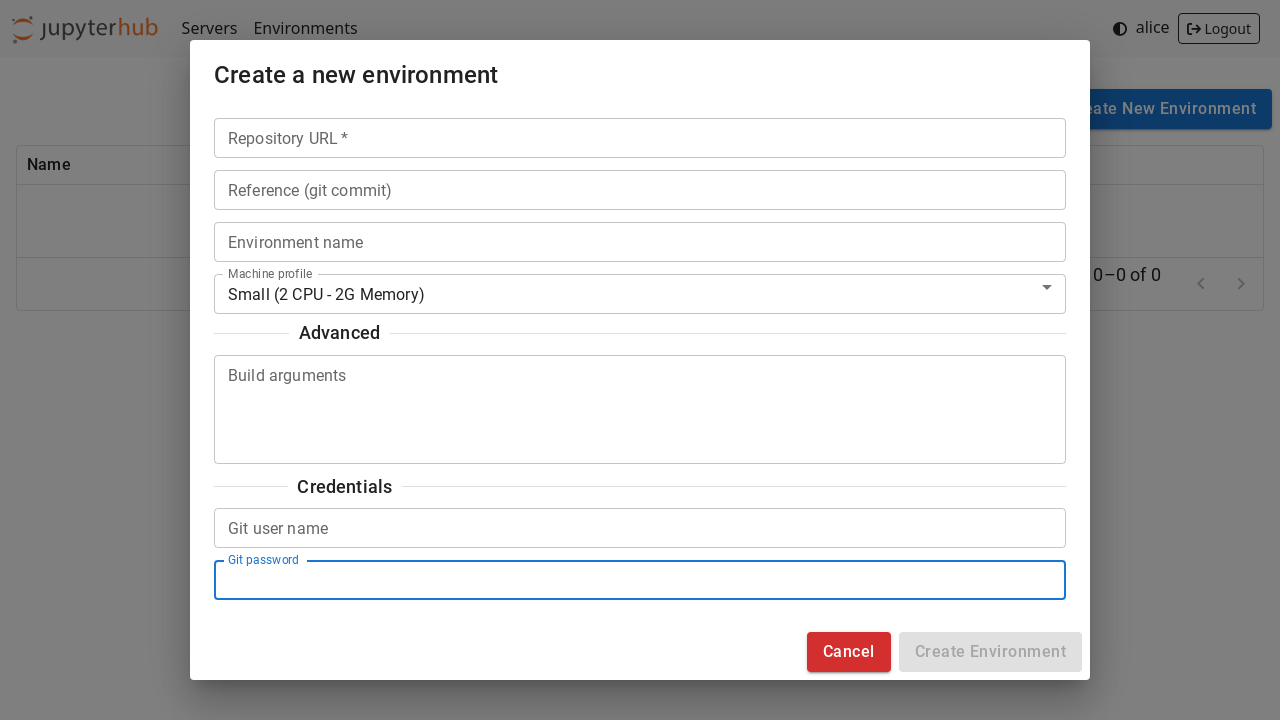 jupyterhub Servers Environments alice Logout
Create a new environment
eate New Environment
Repository URL *
Name
Reference (git commit)
Environment name
Machine profile
0–0 of 0
Small (2 CPU - 2G Memory)
Advanced
Build arguments
Credentials
Git user name
Git password
Cancel Create Environment